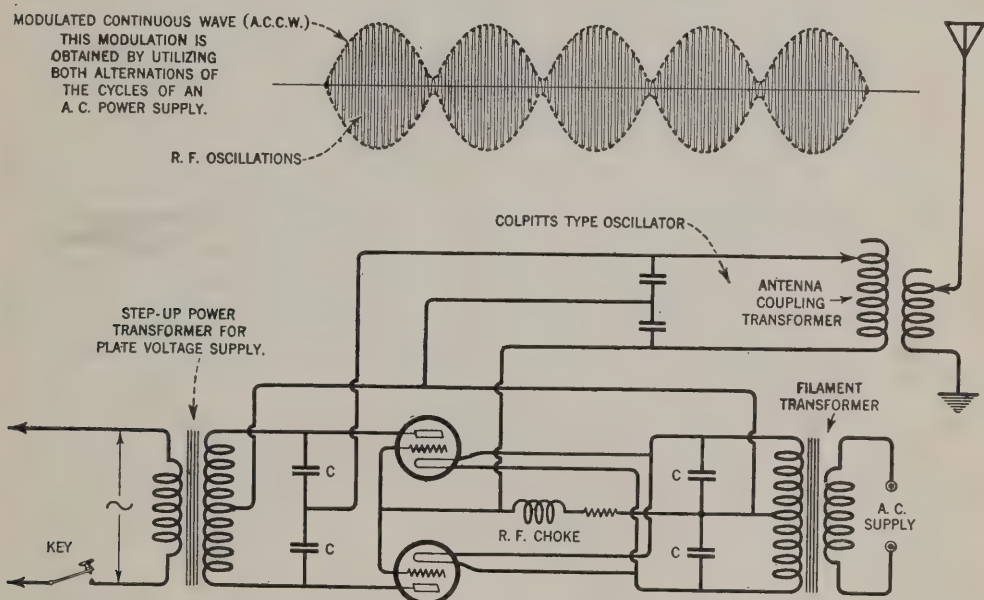 MODULATED CONTINUOUS WAVE (A.C.C.W.)
THIS MODULATION IS
OBTAINED BY UTILIZING
BOTH ALTERNATIONS OF
THE CYCLES OF AN
A. C. POWER SUPPLY.
R. F. OSCILLATIONS
COLPITTS TYPE OSCILLATOR
ANTENNA
COUPLING
TRANSFORMER
STEP-UP POWER
TRANSFORMER FOR
PLATE VOLTAGE SUPPLY.
FILAMENT
TRANSFORMER
C
C
C
C
R. F. CHOKE
A. C.
SUPPLY
KEY